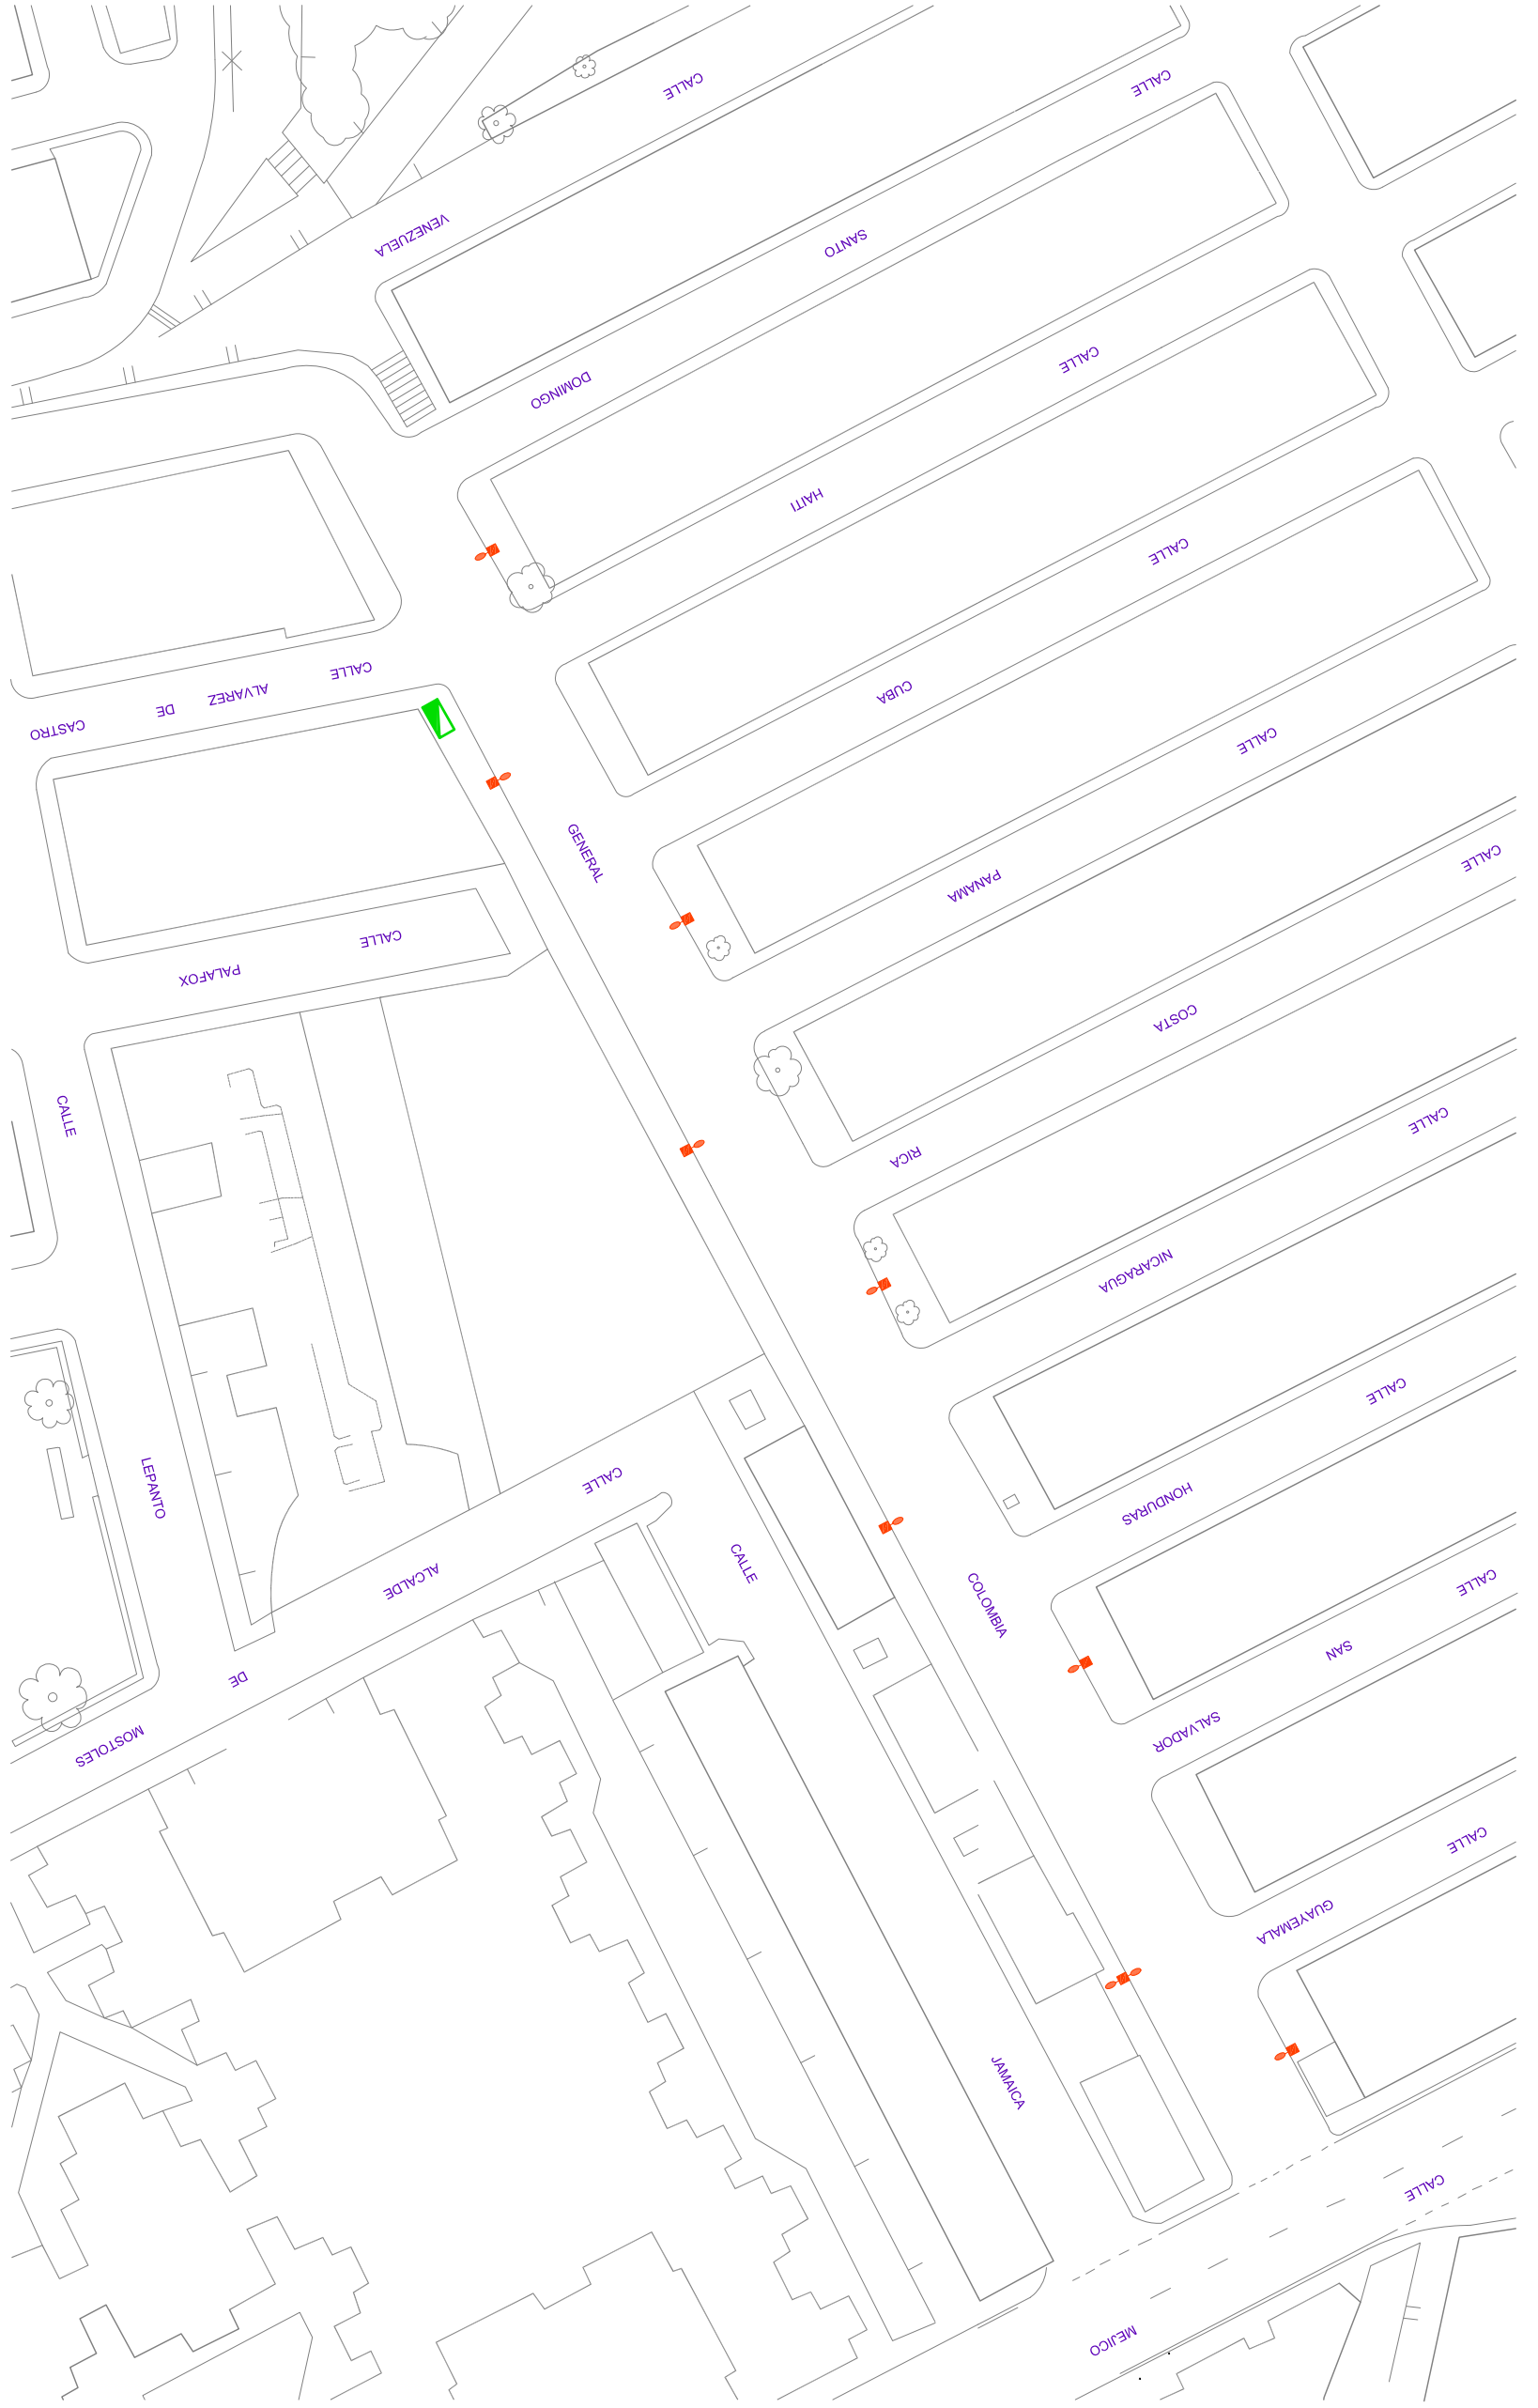 CALLE
VENEZUELA
CALLE
SANTO
DOMINGO
CALLE
HAITI
CALLE
CUBA
CALLE
PANAMA
CALLE
COSTA
RICA
CALLE
NICARAGUA
CALLE
HONDURAS
CALLE
SAN
SALVADOR
CALLE
GUAYEMALA
CALLE
MEJICO
CALLE
ALVAREZ
DE
CASTRO
CALLE
PALAFOX
GENERAL
COLOMBIA
CALLE
LEPANTO
CALLE
ALCALDE
DE
MOSTOLES
CALLE
JAMAICA